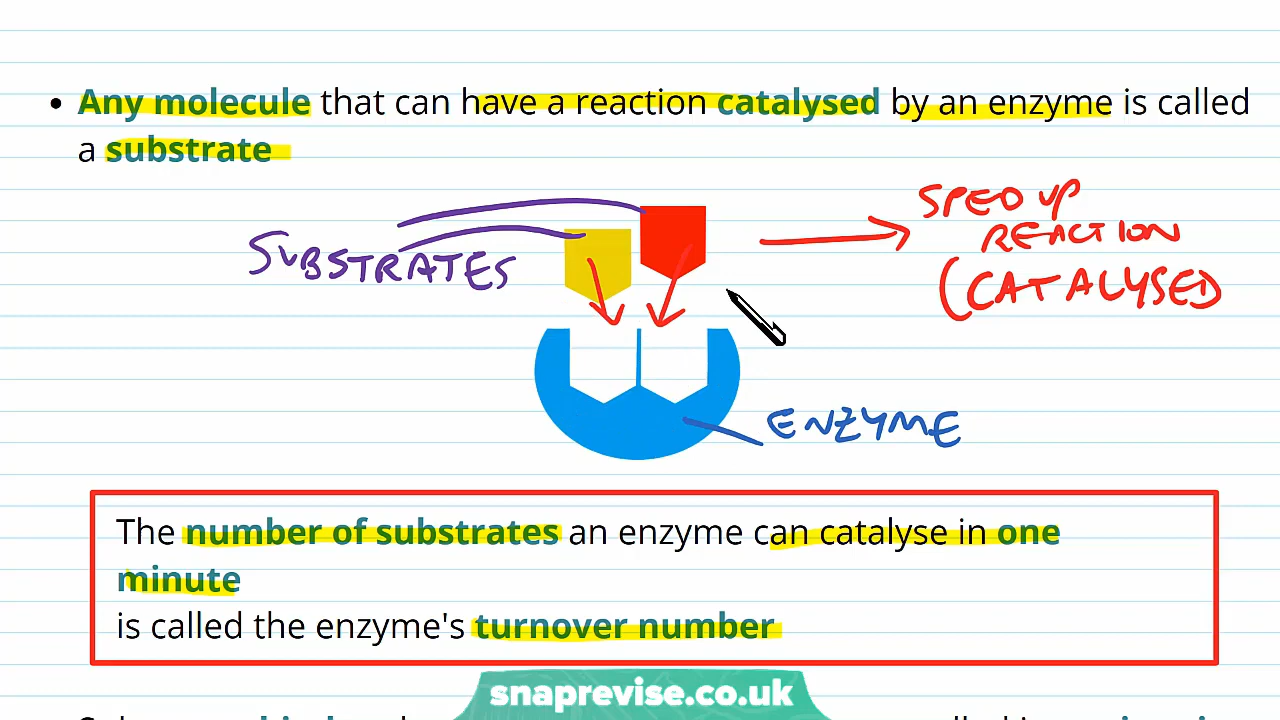 • Any molecule that can have a reaction catalysed by an enzyme is called
a substrate
SUBSTRATES
SPED UP
REACTION
(CATALYSED
ENZYME
The number of substrates an enzyme can catalyse in one
minute
is called the enzyme's turnover number
snaprevise.co.uk